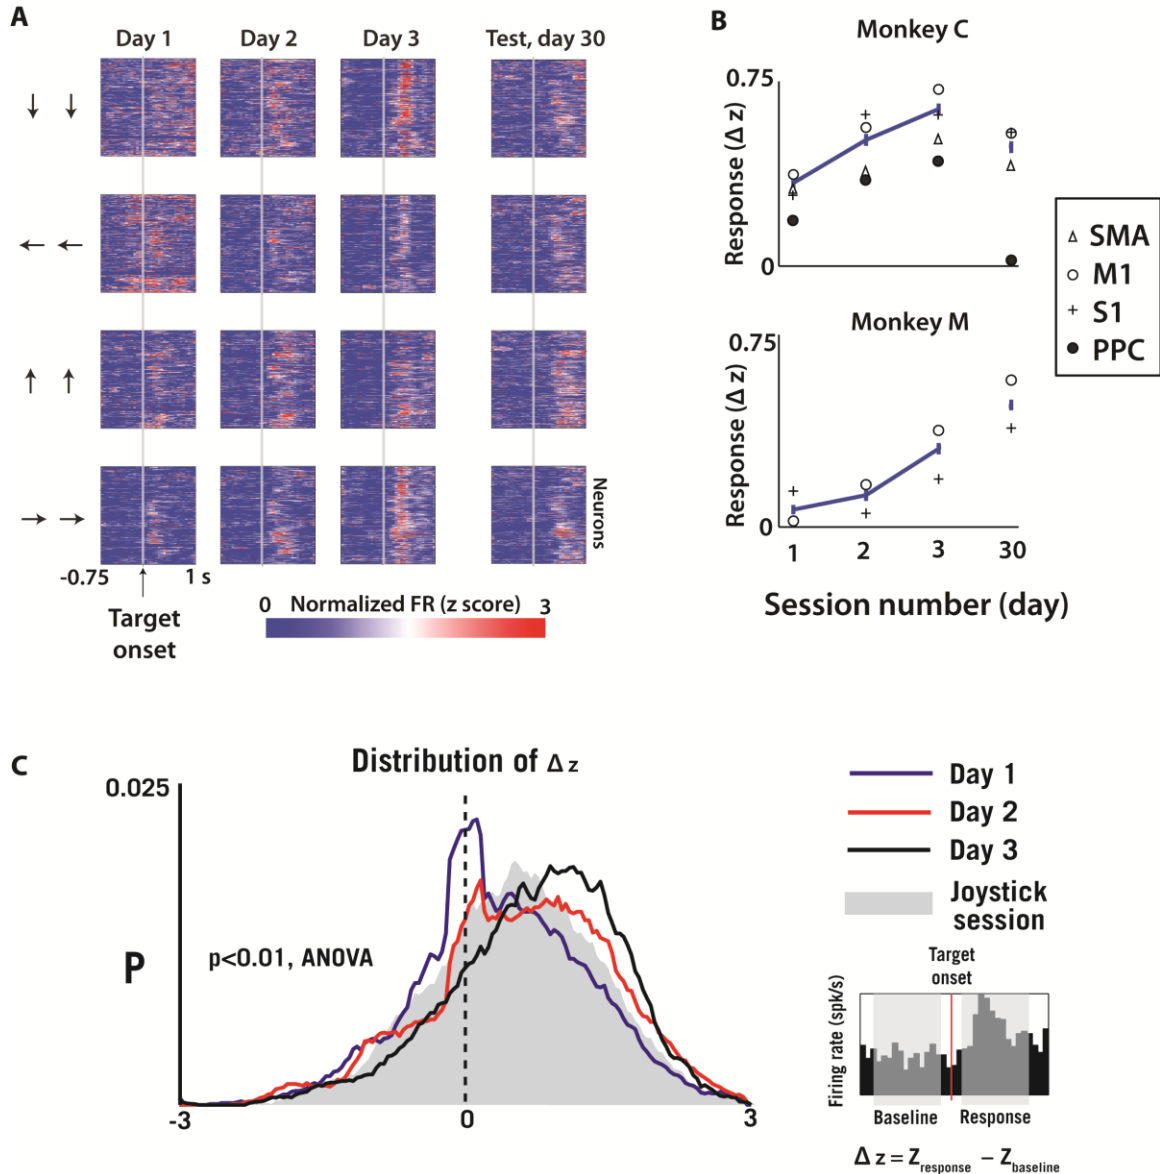 A
Day 1 Day 2 Day 3 Test, day 30
Neurons
-0.75 1 s
Target
onset
0 Normalized FR (z score) 3
B
Monkey C
0.75
Response (Δ z)
0
Monkey M
0.75
Response (Δ z)
0
1 2 3 30
Session number (day)
SMA
M1
S1
PPC
C
Distribution of Δ z
0.025
P
p<0.01, ANOVA
-3 0 3
Day 1
Day 2
Day 3
Joystick
session
Target
onset
Firing rate (spk/s)
Baseline Response
Δ z = Zresponse − Zbaseline